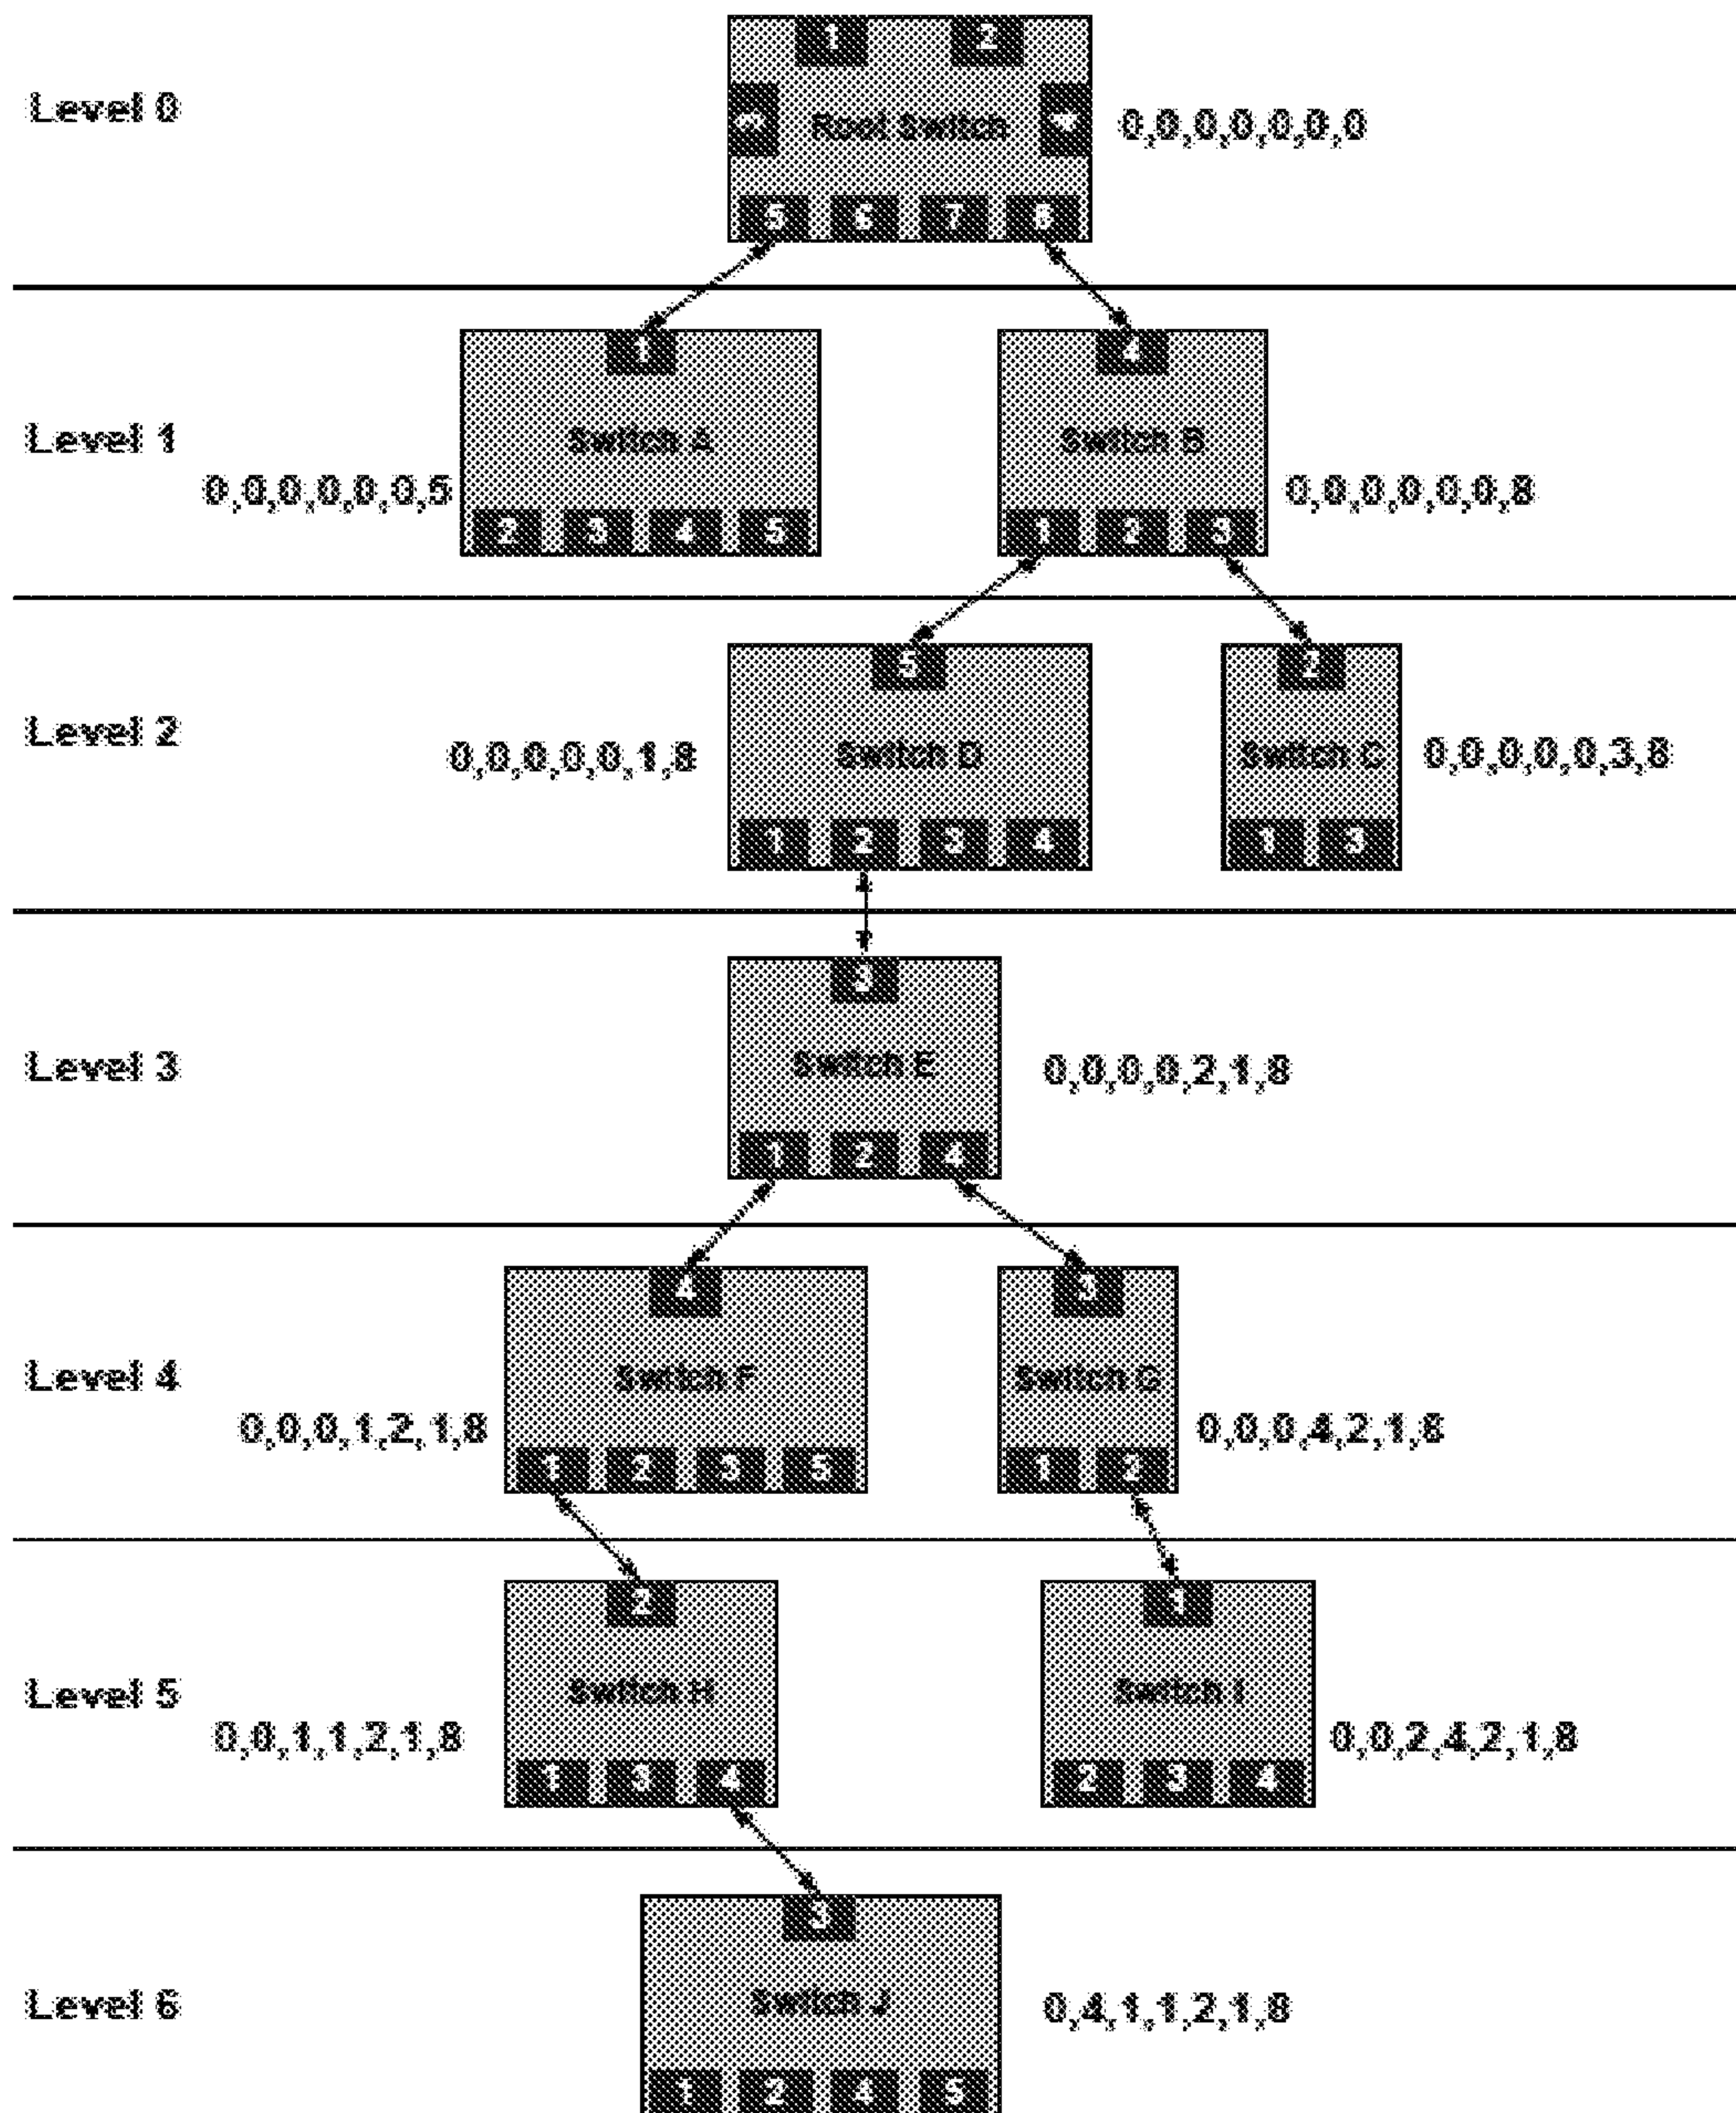 1 2
Level 0
3 Root Switch 4
0,0,0,0,0,0,0
5 6 7 8
1
4
Level 1
Switch A
Switch B
0,0,0,0,0,0,5
0,0,0,0,0,0,8
2 3 4 5
1 2 3
5
2
Level 2
0,0,0,0,0,1,8
Switch D
Switch C
0,0,0,0,0,3,8
1 2 3 4
1 3
3
Level 3
Switch E
0,0,0,0,2,1,8
1 2 4
4
3
Level 4
Switch F
Switch G
0,0,0,1,2,1,8
0,0,0,4,2,1,8
1 2 3 5
1 2
2
1
Level 5
Switch H
Switch I
0,0,1,1,2,1,8
0,0,2,4,2,1,8
1 3 4
2 3 4
3
Level 6
Switch J
0,4,1,1,2,1,8
1 2 4 5